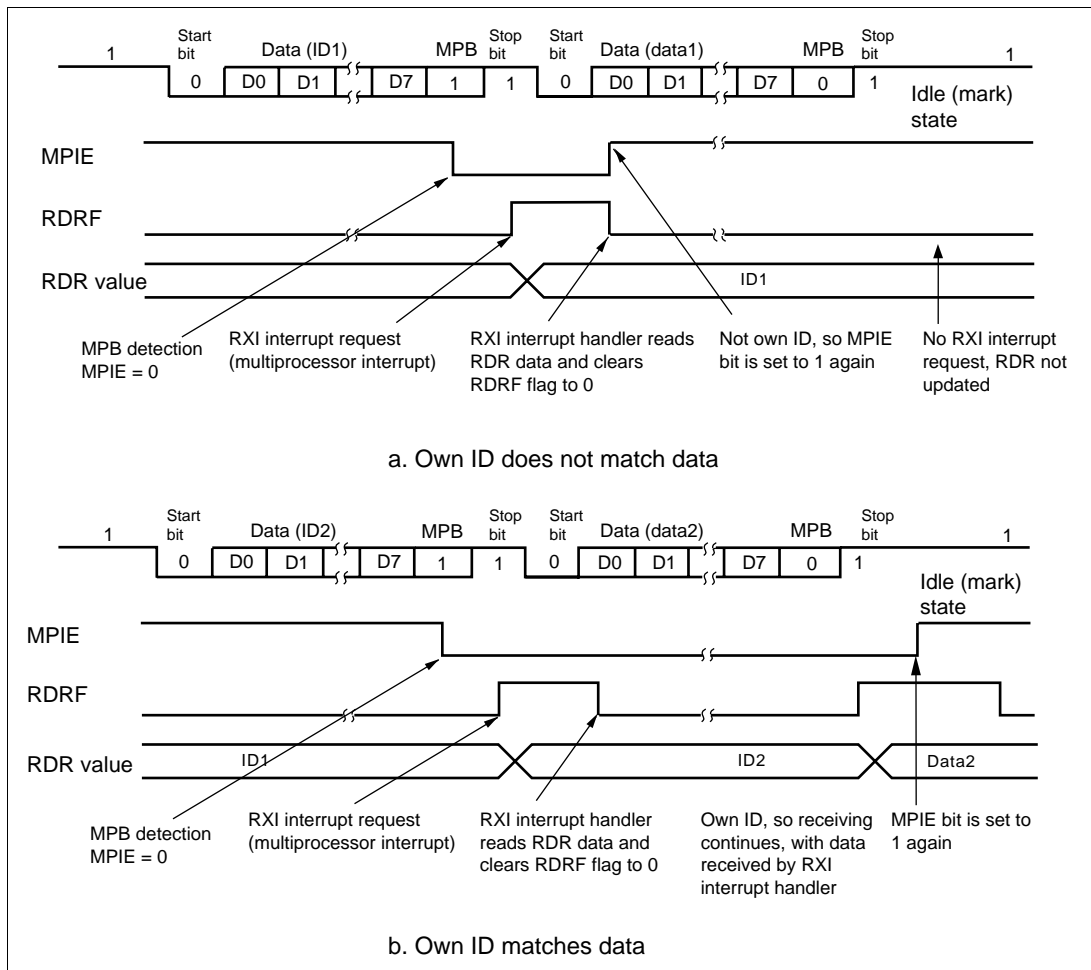 1
Start
bit
Data (ID1)
MPB
Stop
bit
Start
bit
Data (data1)
MPB
Stop
bit
1
0 D0 D1 D7 1 1 0 D0 D1 D7 0 1
Idle (mark)
state
MPIE
RDRF
RDR value
ID1
MPB detection
MPIE = 0
RXI interrupt request
(multiprocessor interrupt)
RXI interrupt handler reads
RDR data and clears
RDRF flag to 0
Not own ID, so MPIE
bit is set to 1 again
No RXI interrupt
request, RDR not
updated
a. Own ID does not match data
1
Start
bit
Data (ID2)
MPB
Stop
bit
Start
bit
Data (data2)
MPB
Stop
bit
1
0 D0 D1 D7 1 1 0 D0 D1 D7 0 1
Idle (mark)
state
MPIE
RDRF
RDR value
ID1
ID2
Data2
MPB detection
MPIE = 0
RXI interrupt request
(multiprocessor interrupt)
RXI interrupt handler
reads RDR data and
clears RDRF flag to 0
Own ID, so receiving
continues, with data
received by RXI
interrupt handler
MPIE bit is set to
1 again
b. Own ID matches data